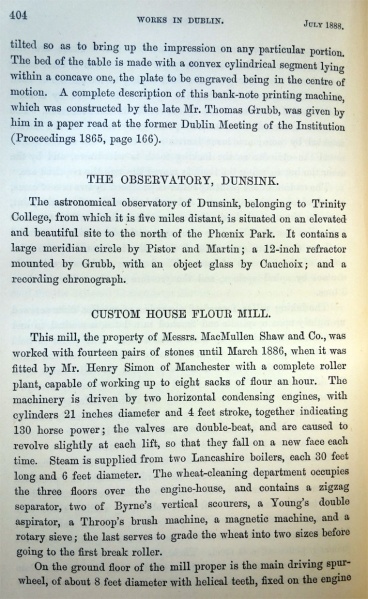 404
WORKS IN DUBLIN.
JULY 1888.
tilted so as to bring up the impression on any particular portion.
The bed of the table is made with a convex cylindrical segment lying
within a concave one, the plate to be engraved being in the centre of
motion. A complete description of this bank-note printing machine,
which was constructed by the late Mr. Thomas Grubb, was given by
him in a paper read at the former Dublin Meeting of the Institution
(Proceedings 1865, page 166).
THE OBSERVATORY, DUNSINK.
The astronomical observatory of Dunsink, belonging to Trinity
College, from which it is five miles distant, is situated on an elevated
and beautiful site to the north of the Phœnix Park. It contains a
large meridian circle by Pistor and Martin; a 12-inch refractor
mounted by Grubb, with an object glass by Cauchoix; and a
recording chronograph.
CUSTOM HOUSE FLOUR MILL.
This mill, the property of Messrs. MacMullen Shaw and Co., was
worked with fourteen pairs of stones until March 1886, when it was
fitted by Mr. Henry Simon of Manchester with a complete roller
plant, capable of working up to eight sacks of flour an hour. The
machinery is driven by two horizontal condensing engines, with
cylinders 21 inches diameter and 4 feet stroke, together indicating
130 horse power; the valves are double-beat, and are caused to
revolve slightly at each lift, so that they fall on a new face each
time. Steam is supplied from two Lancashire boilers, each 30 feet
long and 6 feet diameter. The wheat-cleaning department occupies
the three floors over the engine-house, and contains a zigzag
separator, two of Byrne's vertical scourers, a Young's double
aspirator, a Throop's brush machine, a magnetic machine, and a
rotary sieve; the last serves to grade the wheat into two sizes before
going to the first break roller.
On the ground floor of the mill proper is the main driving spur-
wheel, of about 8 feet diameter with helical teeth, fixed on the engine